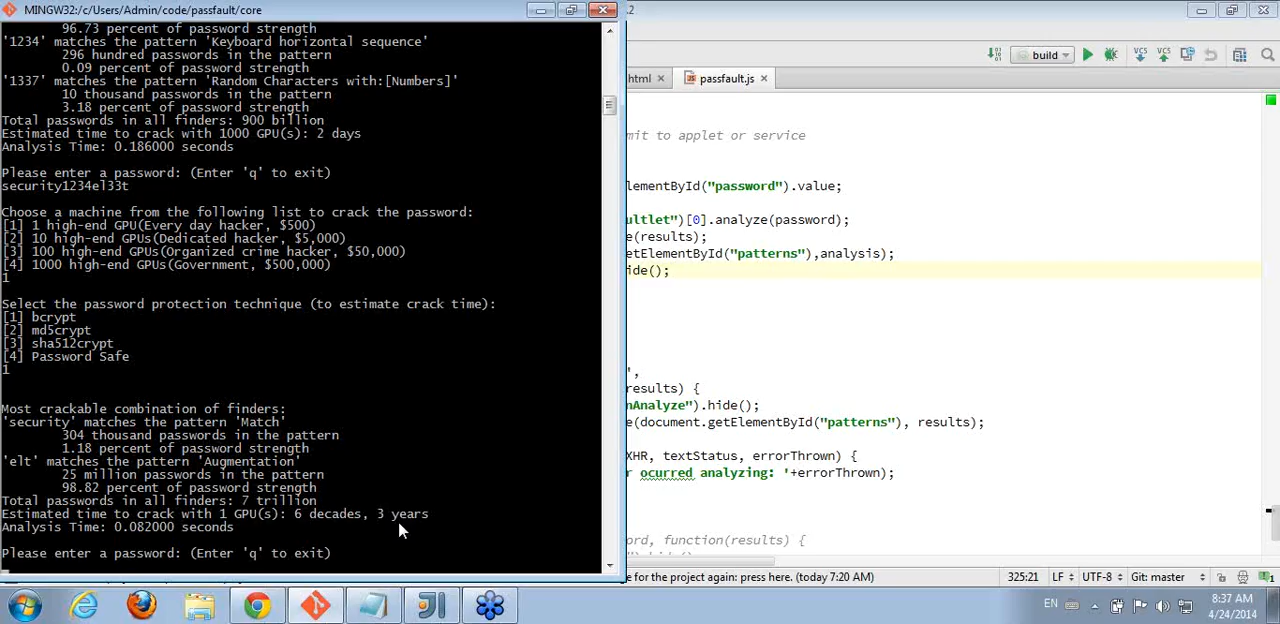 MINGW32:/c/Users/Admin/code/passfault/core
96.73 percent of password strength
'1234' matches the pattern 'Keyboard horizontal sequence'
296 hundred passwords in the pattern
0.09 percent of password strength
'1337' matches the pattern 'Random Characters with:[Numbers]'
10 thousand passwords in the pattern
3.18 percent of password strength
Total passwords in all finders: 900 billion
Estimated time to crack with 1000 GPU(s): 2 days
Analysis Time: 0.186000 seconds
Please enter a password: (Enter 'q' to exit)
security1234el33t
Choose a machine from the following list to crack the password:
[1] 1 high-end GPU(Every day hacker, $500)
[2] 10 high-end GPUs(Dedicated hacker, $5,000)
[3] 100 high-end GPUs(Organized crime hacker, $50,000)
[4] 1000 high-end GPUs(Government, $500,000)
1
Select the password protection technique (to estimate crack time):
[1] bcrypt
[2] md5crypt
[3] sha512crypt
[4] Password Safe
1
Most crackable combination of finders:
'security' matches the pattern 'Match'
304 thousand passwords in the pattern
1.18 percent of password strength
'elt' matches the pattern 'Augmentation'
25 million passwords in the pattern
98.82 percent of password strength
Total passwords in all finders: 7 trillion
Estimated time to crack with 1 GPU(s): 6 decades, 3 years
Analysis Time: 0.082000 seconds
Please enter a password: (Enter 'q' to exit)
2
build
VCS VCS
html passfault.js
mit to applet or service
lementById("password").value;
ultlet")[0].analyze(password);
e(results);
getElementById("patterns"),analysis);
ide();
',
results) {
nAnalyze").hide();
e(document.getElementById("patterns"), results);
XHR, textStatus, errorThrown) {
r ocurred analyzing: '+errorThrown);
ord, function(results) {
e for the project again: press here. (today 7:20 AM)
325:21 LF UTF-8 Git: master
EN
8:37 AM
4/24/2014